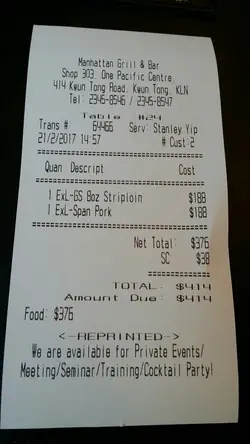 Manhattan Grill & Bar
Shop 303, One Pacific Centre,
414 Kwun Tong Road, Kwun Tong, KLN
Tel: 2345-8546 / 2345-8547
Table #24
Trans # 64466 Serv: Stanley Yip
21/2/2017 14:57 # Cust:2
Quan Descript Cost
1 ExL-GS 8oz Striploin $188
1 ExL-Span Pork $188
Net Total: $376
SC $38
TOTAL: $414
Amount Due: $414
Food: $376
<-REPRINTED->
We are available for Private Events/
Meeting/Seminar/Training/Cocktail Party!